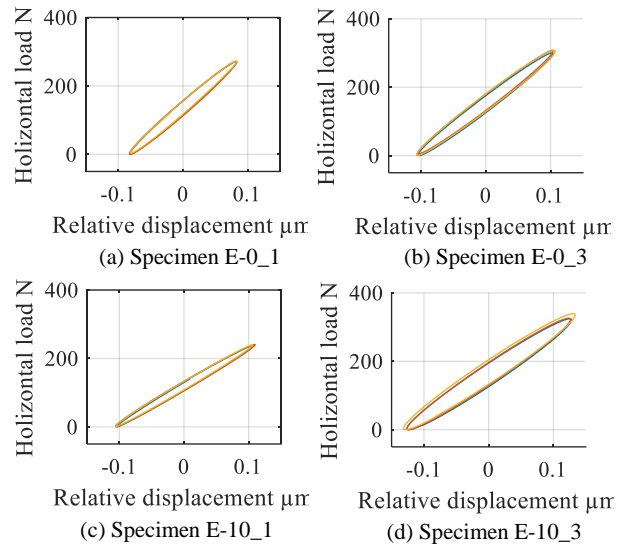 400
200
0
Holizontal load N
-0.1 0 0.1
Relative displacement μm
(a) Specimen E-0_1
400
200
0
Holizontal load N
-0.1 0 0.1
Relative displacement μm
(b) Specimen E-0_3
400
200
0
Holizontal load N
-0.1 0 0.1
Relative displacement μm
(c) Specimen E-10_1
400
200
0
Holizontal load N
-0.1 0 0.1
Relative displacement μm
(d) Specimen E-10_3